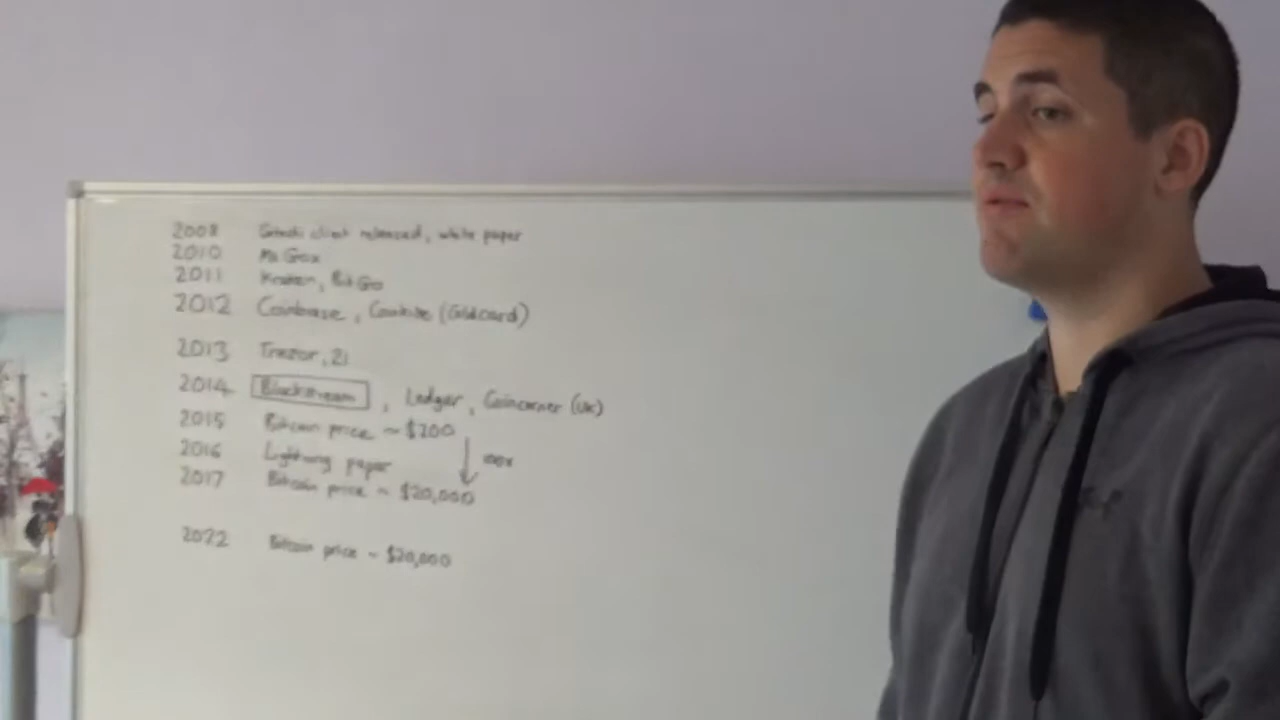 2008 Satoshi client released, white paper
2010 Mt Gox
2011 Kraken, BitGo
2012 Coinbase, Coinkite (Coldcard)
2013 Trezor, 21
2014 Blockstream, Ledger, Coincorner (UK)
2015 Bitcoin price ~ $200
100x
2016 Lightning paper
2017 Bitcoin price ~ $20,000
2022 Bitcoin price ~ $20,000